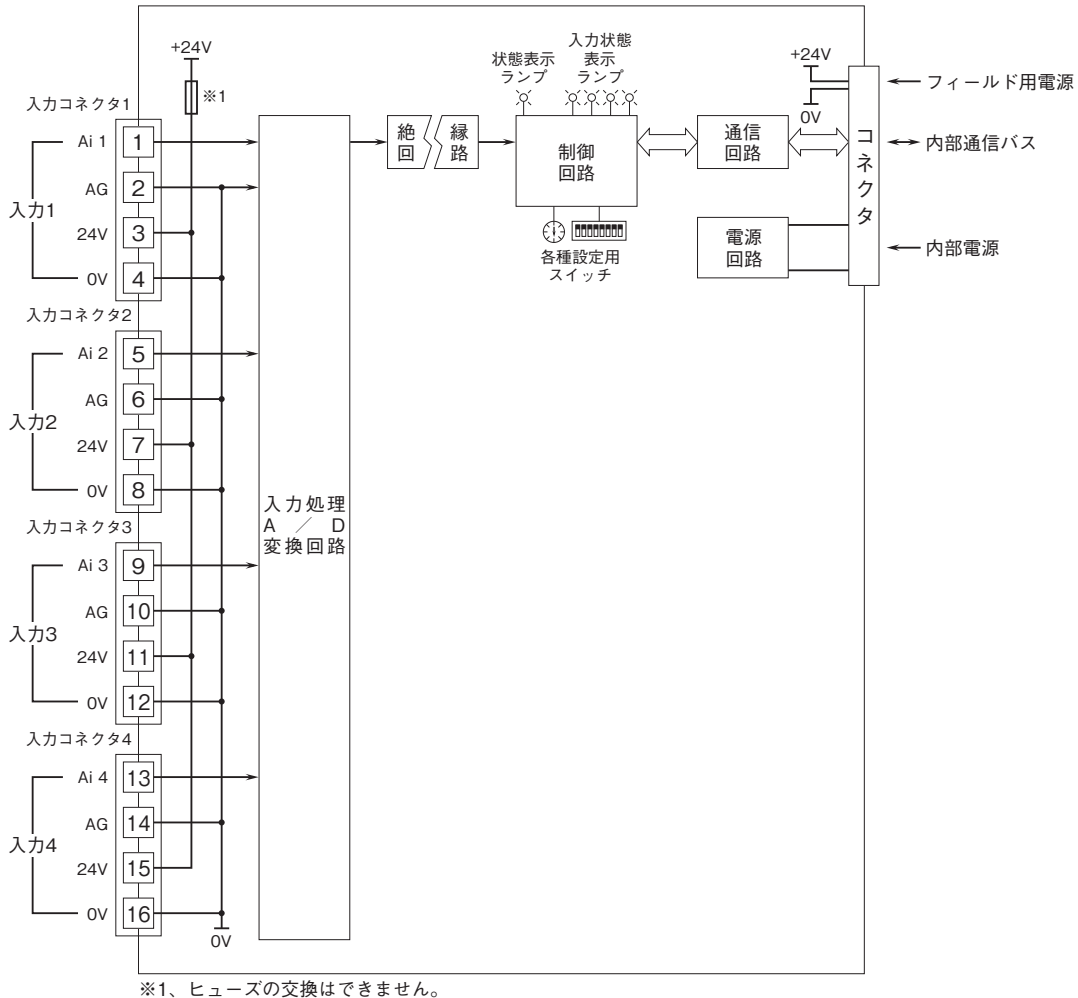 +24V
※1
入力コネクタ1
Ai 1
1
AG
2
入力1
24V
3
0V
4
入力コネクタ2
Ai 2
5
AG
6
入力2
24V
7
0V
8
入力コネクタ3
Ai 3
9
AG
10
入力3
24V
11
0V
12
入力コネクタ4
Ai 4
13
AG
14
入力4
24V
15
0V
16
0V
入力処理
A / D
変換回路
絶 縁
回 路
状態表示
ランプ
入力状態
表示
ランプ
制御
回路
各種設定用
スイッチ
通信
回路
電源
回路
+24V
0V
コネクタ
フィールド用電源
内部通信バス
内部電源
※1、ヒューズの交換はできません。